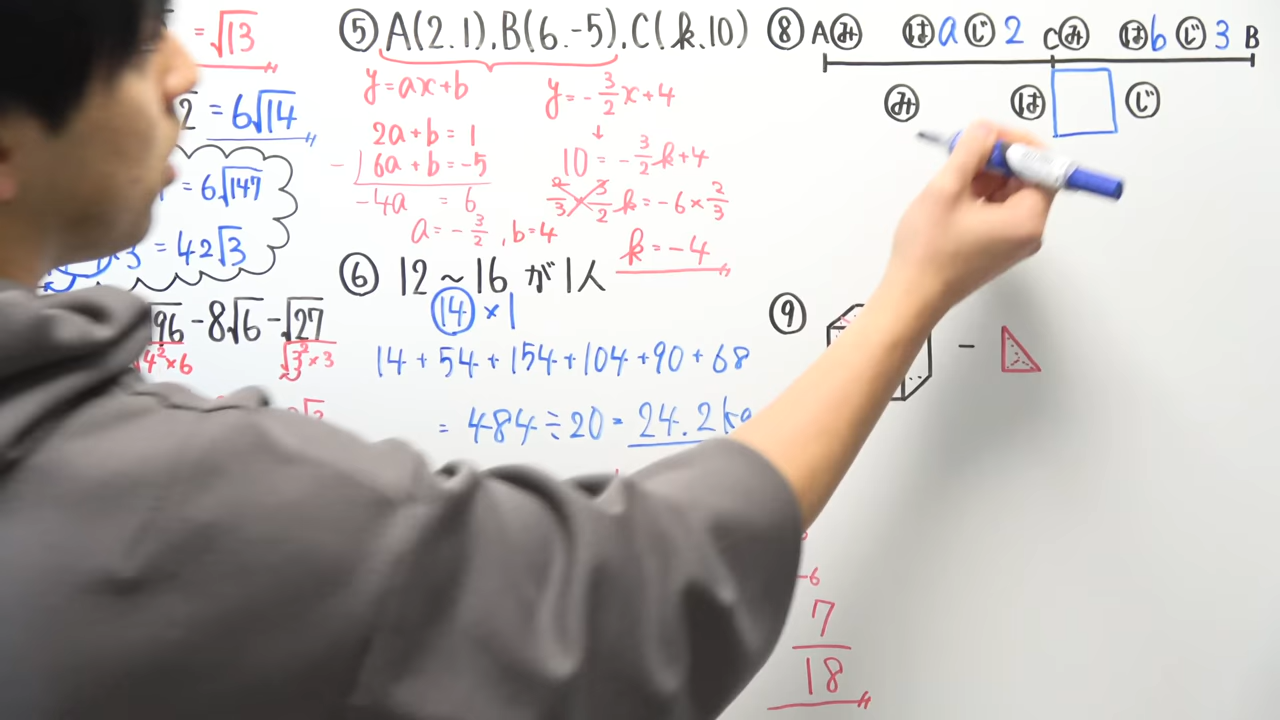 = √13
2 = 6√14
= 6√147
3 = 42√3
√96 - 8√6 - √27
√4²×6
√3²×3
⑤ A(2.1).B(6.-5).C(k.10)
y = ax+b
2a + b = 1
- 6a + b = -5
-4a = 6
a = -3/2 , b=4
y = -3/2x+4
↓
10 = -3/2k+4
2/3 × 3/2k = -6×2/3
k = -4
⑥ 12~16 が1人
14 × 1
14 + 54 + 154 + 104 + 90 + 68
= 484 ÷ 20 = 24.2kg
-6
7/18
⑧ A み は a じ 2 C み は b じ 3 B
み は じ
⑨ -